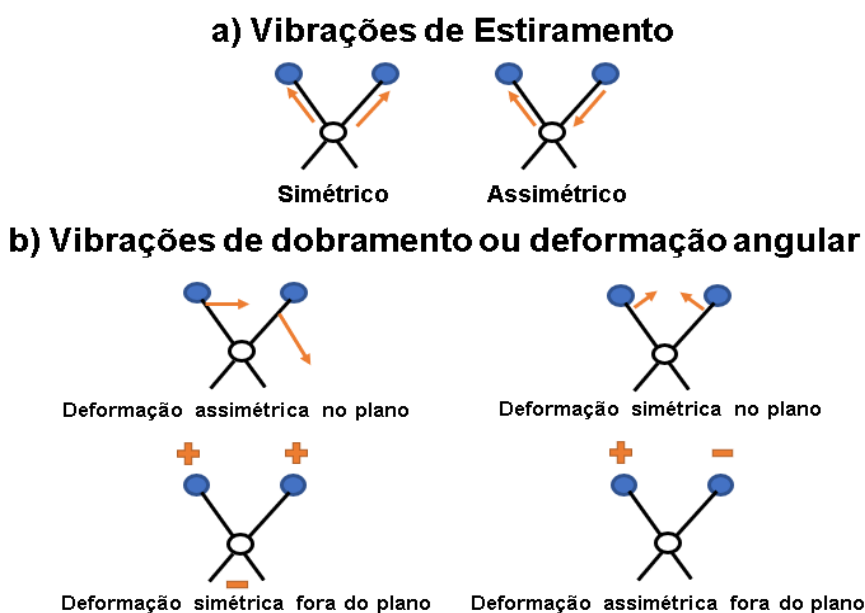 a) Vibrações de Estiramento
Simétrico Assimétrico
b) Vibrações de dobramento ou deformação angular
Deformação assimétrica no plano Deformação simétrica no plano
+ + + −
−
Deformação simétrica fora do plano Deformação assimétrica fora do plano